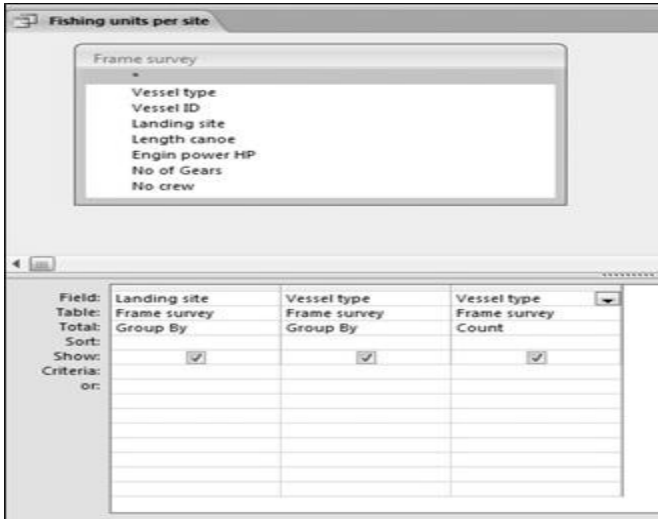 Fishing units per site
Frame survey
*
Vessel type
Vessel ID
Landing site
Length canoe
Engin power HP
No of Gears
No crew
Field: Landing site Vessel type Vessel type
Table: Frame survey Frame survey Frame survey
Total: Group By Group By Count
Sort:
Show:
Criteria:
or: